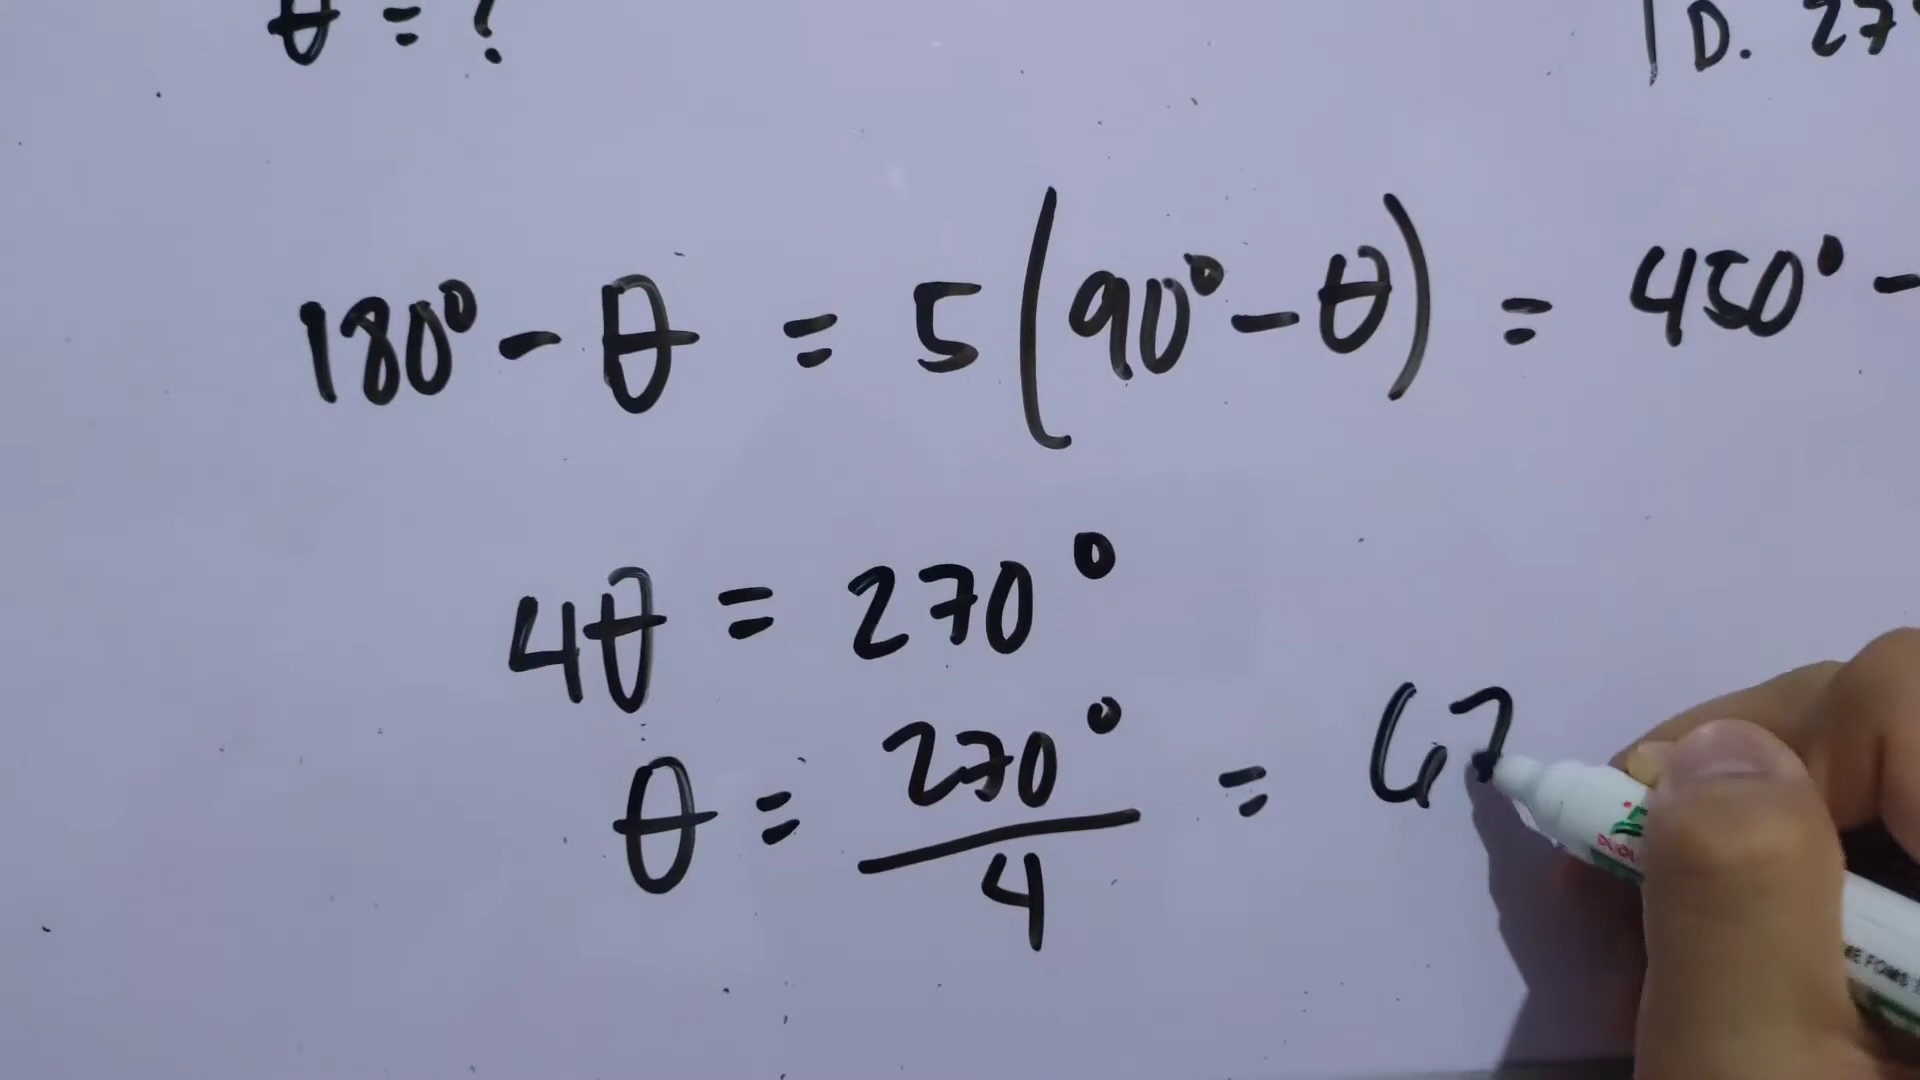 θ = ?
D. 27
180° - θ = 5(90° - θ) = 450° -
4θ = 270°
θ = 270°/4 = 67